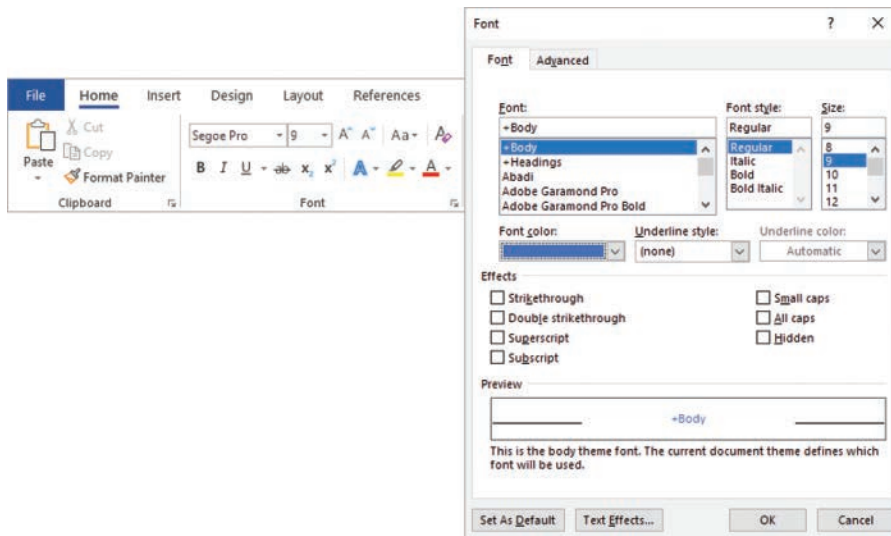 File Home Insert Design Layout References
Cut
Copy
Paste
Format Painter
Clipboard
Segoe Pro 9 A A Aa A
B I U ab x₂ x² A A
Font
Font ? X
Font Advanced
Font: Font style: Size:
+Body Regular 9
+Body Regular 8
+Headings Italic 9
Abadi Bold 10
Adobe Garamond Pro Bold Italic 11
Adobe Garamond Pro Bold 12
Font color: Underline style: Underline color:
(none) Automatic
Effects
Strikethrough Small caps
Double strikethrough All caps
Superscript Hidden
Subscript
Preview
+Body
This is the body theme font. The current document theme defines which
font will be used.
Set As Default Text Effects... OK Cancel